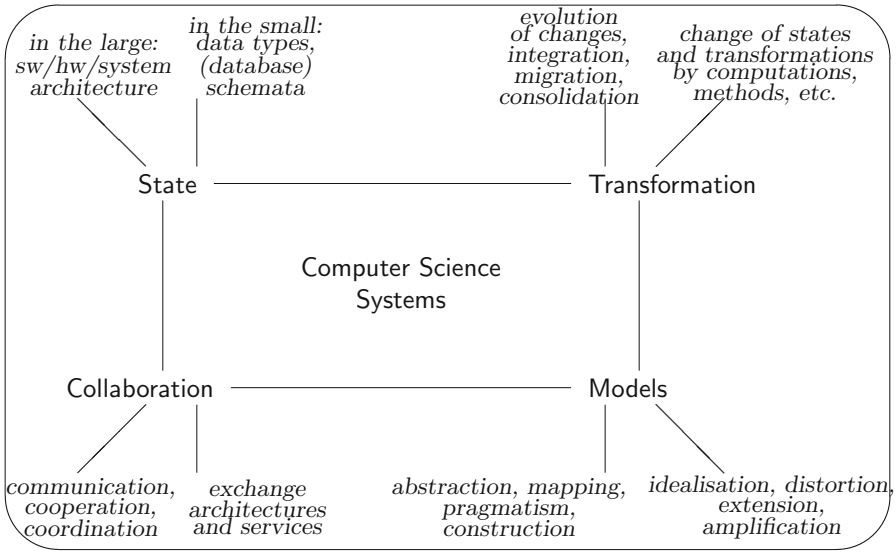 in the large:
sw/hw/system
architecture
in the small:
data types,
(database)
schemata
evolution
of changes,
integration,
migration,
consolidation
change of states
and transformations
by computations,
methods, etc.
State
Transformation
Computer Science
Systems
Collaboration
Models
communication,
cooperation,
coordination
exchange
architectures
and services
abstraction, mapping,
pragmatism,
construction
idealisation, distortion,
extension,
amplification